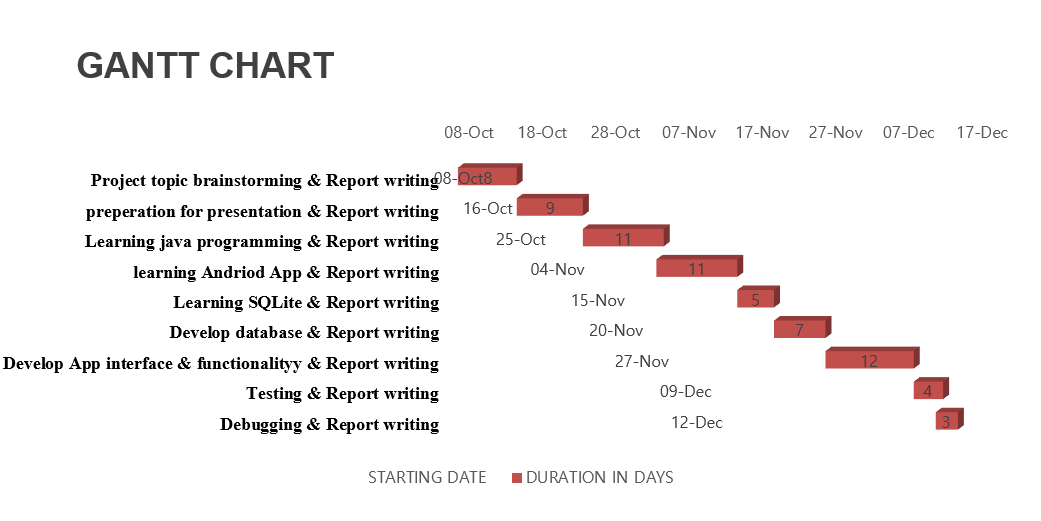 GANTT CHART
08-Oct 18-Oct 28-Oct 07-Nov 17-Nov 27-Nov 07-Dec 17-Dec
Project topic brainstorming & Report writing 08-Oct 8
preperation for presentation & Report writing 16-Oct 9
Learning java programming & Report writing 25-Oct 11
learning Andriod App & Report writing 04-Nov 11
Learning SQLite & Report writing 15-Nov 5
Develop database & Report writing 20-Nov 7
Develop App interface & functionalityy & Report writing 27-Nov 12
Testing & Report writing 09-Dec 4
Debugging & Report writing 12-Dec 3
STARTING DATE DURATION IN DAYS